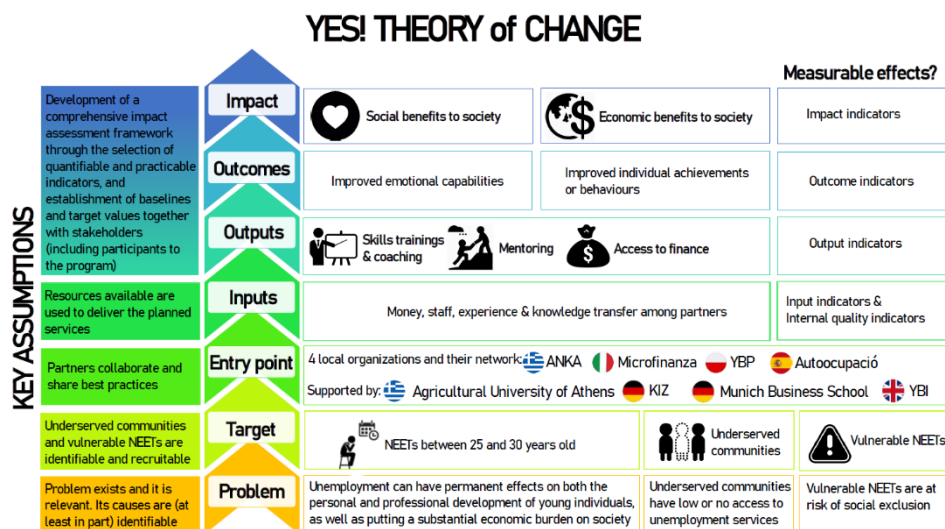 YES! THEORY of CHANGE
Measurable effects?
KEY ASSUMPTIONS
Development of a
comprehensive impact
assessment framework
through the selection of
quantifiable and practicable
indicators, and
establishment of baselines
and target values together
with stakeholders
(including participants to
the program)
Impact
Social benefits to society
Economic benefits to society
Impact indicators
Outcomes
Improved emotional capabilities
Improved individual achievements
or behaviours
Outcome indicators
Outputs
Skills trainings
& coaching
Mentoring
Access to finance
Output indicators
Resources available are
used to deliver the planned
services
Inputs
Money, staff, experience & knowledge transfer among partners
Input indicators &
Internal quality indicators
Partners collaborate and
share best practices
Entry point
4 local organizations and their network: ANKA Microfinanza YBP Autoocupació
Supported by: Agricultural University of Athens KIZ Munich Business School YBI
Underserved communities
and vulnerable NEETs are
identifiable and recruitable
Target
NEETs between 25 and 30 years old
Underserved
communities
Vulnerable NEETs
Problem exists and it is
relevant. Its causes are (at
least in part) identifiable
Problem
Unemployment can have permanent effects on both the
personal and professional development of young individuals,
as well as putting a substantial economic burden on society
Underserved communities
have low or no access to
unemployment services
Vulnerable NEETs are at
risk of social exclusion